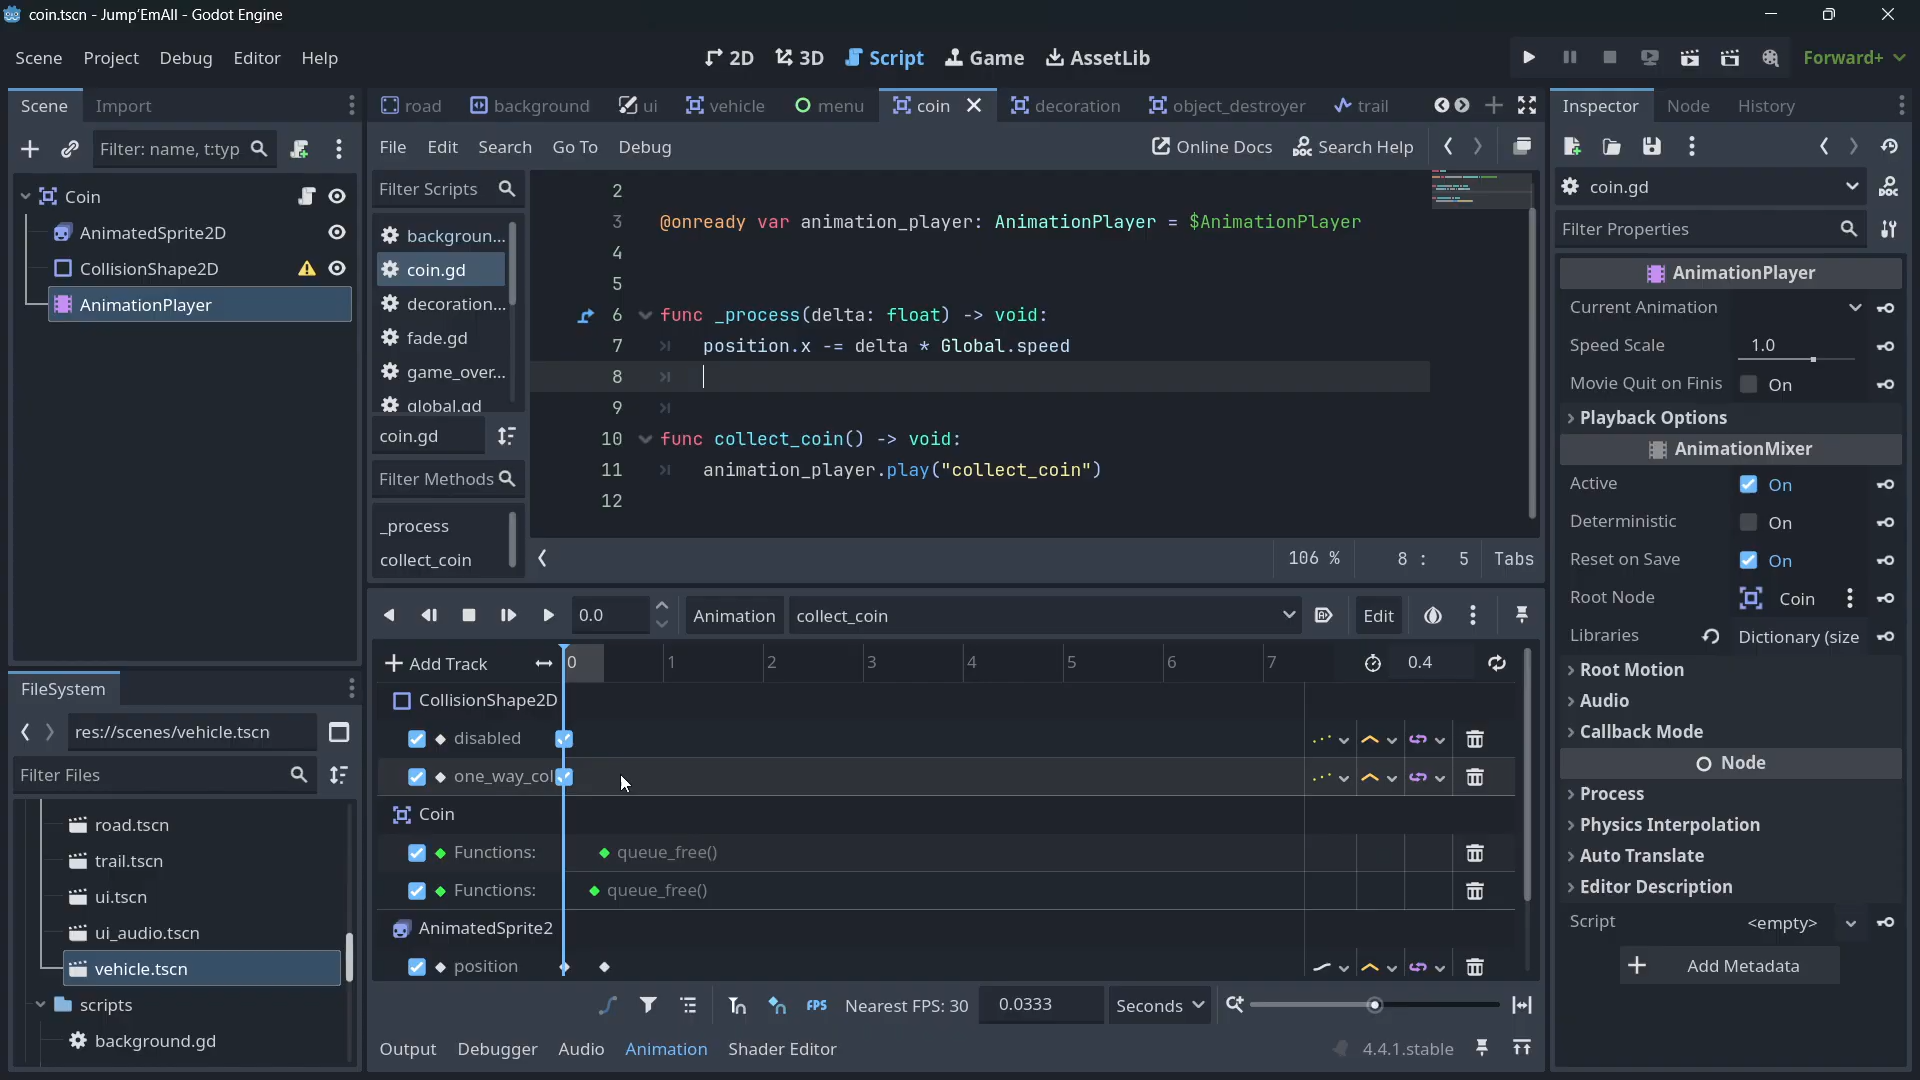 coin.tscn - Jump'EmAll - Godot Engine
Scene Project Debug Editor Help
2D 3D Script Game AssetLib
Forward+
Scene Import
road background ui vehicle menu coin decoration object_destroyer trail
Inspector Node History
Filter: name, t:typ
File Edit Search Go To Debug
Online Docs Search Help
Coin
AnimatedSprite2D
CollisionShape2D
AnimationPlayer
Filter Scripts
backgroun...
coin.gd
decoration...
fade.gd
game_over...
global.gd
coin.gd
Filter Methods
_process
collect_coin
2
3 @onready var animation_player: AnimationPlayer = $AnimationPlayer
4
5
6 func _process(delta: float) -> void:
7 position.x -= delta * Global.speed
8
9
10 func collect_coin() -> void:
11 animation_player.play("collect_coin")
12
106 % 8 : 5 Tabs
coin.gd
Filter Properties
AnimationPlayer
Current Animation
Speed Scale 1.0
Movie Quit on Finis On
Playback Options
AnimationMixer
Active On
Deterministic On
Reset on Save On
Root Node Coin
Libraries Dictionary (size
Root Motion
Audio
Callback Mode
Node
Process
Physics Interpolation
Auto Translate
Editor Description
Script <empty>
Add Metadata
0.0 Animation collect_coin Edit
Add Track 0 1 2 3 4 5 6 7 0.4
CollisionShape2D
disabled
one_way_col
Coin
Functions: queue_free()
Functions: queue_free()
AnimatedSprite2
position
FPS Nearest FPS: 30 0.0333 Seconds
Output Debugger Audio Animation Shader Editor 4.4.1.stable
FileSystem
res://scenes/vehicle.tscn
Filter Files
road.tscn
trail.tscn
ui.tscn
ui_audio.tscn
vehicle.tscn
scripts
background.gd